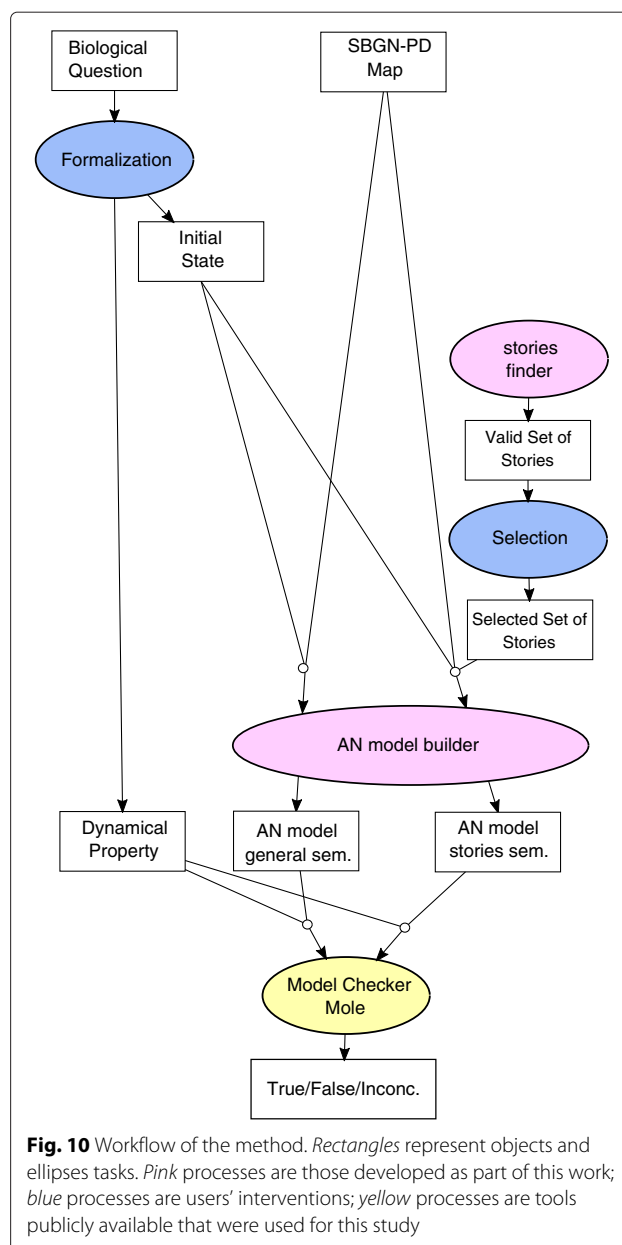 Biological
Question
SBGN-PD
Map
Formalization
Initial
State
stories
finder
Valid Set of
Stories
Selection
Selected Set of
Stories
AN model builder
Dynamical
Property
AN model
general sem.
AN model
stories sem.
Model Checker
Mole
True/False/Inconc.
Fig. 10 Workflow of the method. Rectangles represent objects and
ellipses tasks. Pink processes are those developed as part of this work;
blue processes are users' interventions; yellow processes are tools
publicly available that were used for this study